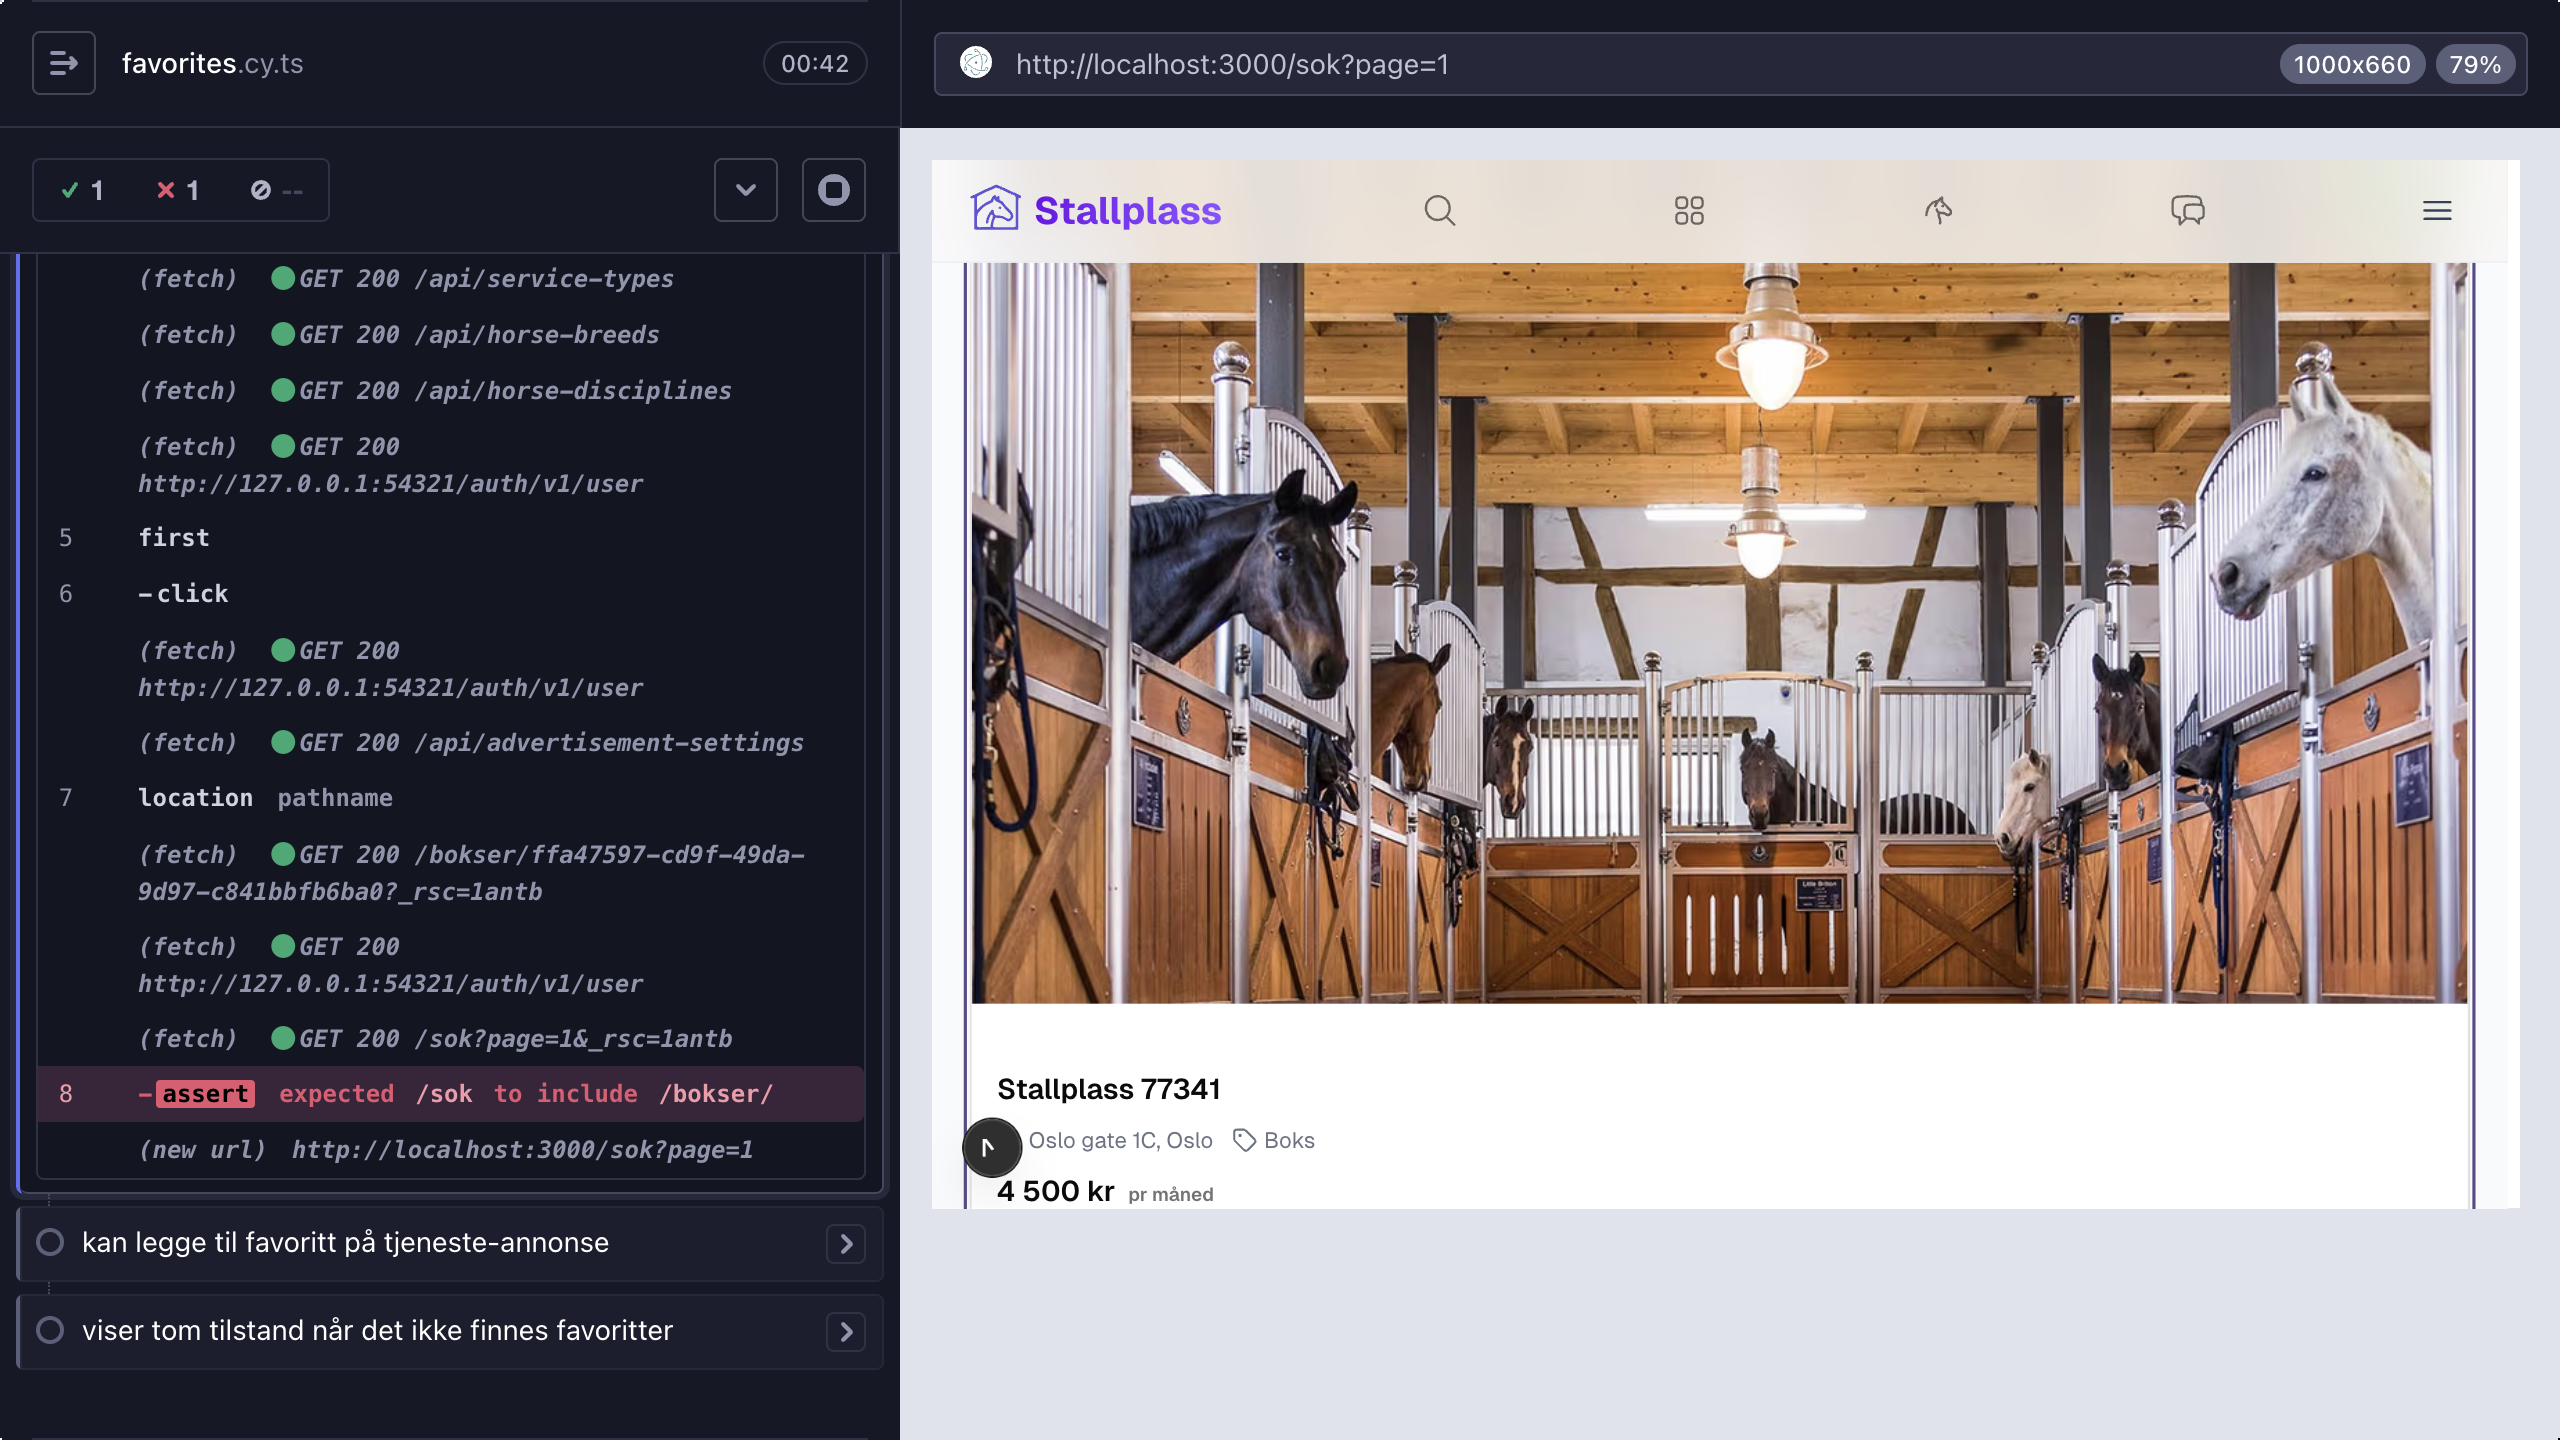 favorites.cy.ts
00:42
1 1 --
(fetch) GET 200 /api/service-types
(fetch) GET 200 /api/horse-breeds
(fetch) GET 200 /api/horse-disciplines
(fetch) GET 200
http://127.0.0.1:54321/auth/v1/user
5 first
6 -click
(fetch) GET 200
http://127.0.0.1:54321/auth/v1/user
(fetch) GET 200 /api/advertisement-settings
7 location pathname
(fetch) GET 200 /bokser/ffa47597-cd9f-49da-
9d97-c841bbfb6ba0?_rsc=1antb
(fetch) GET 200
http://127.0.0.1:54321/auth/v1/user
(fetch) GET 200 /sok?page=1&_rsc=1antb
8 -assert expected /sok to include /bokser/
(new url) http://localhost:3000/sok?page=1
kan legge til favoritt på tjeneste-annonse
viser tom tilstand når det ikke finnes favoritter
http://localhost:3000/sok?page=1
1000x660 79%
Stallplass
Stallplass 77341
Oslo gate 1C, Oslo Boks
4 500 kr pr måned